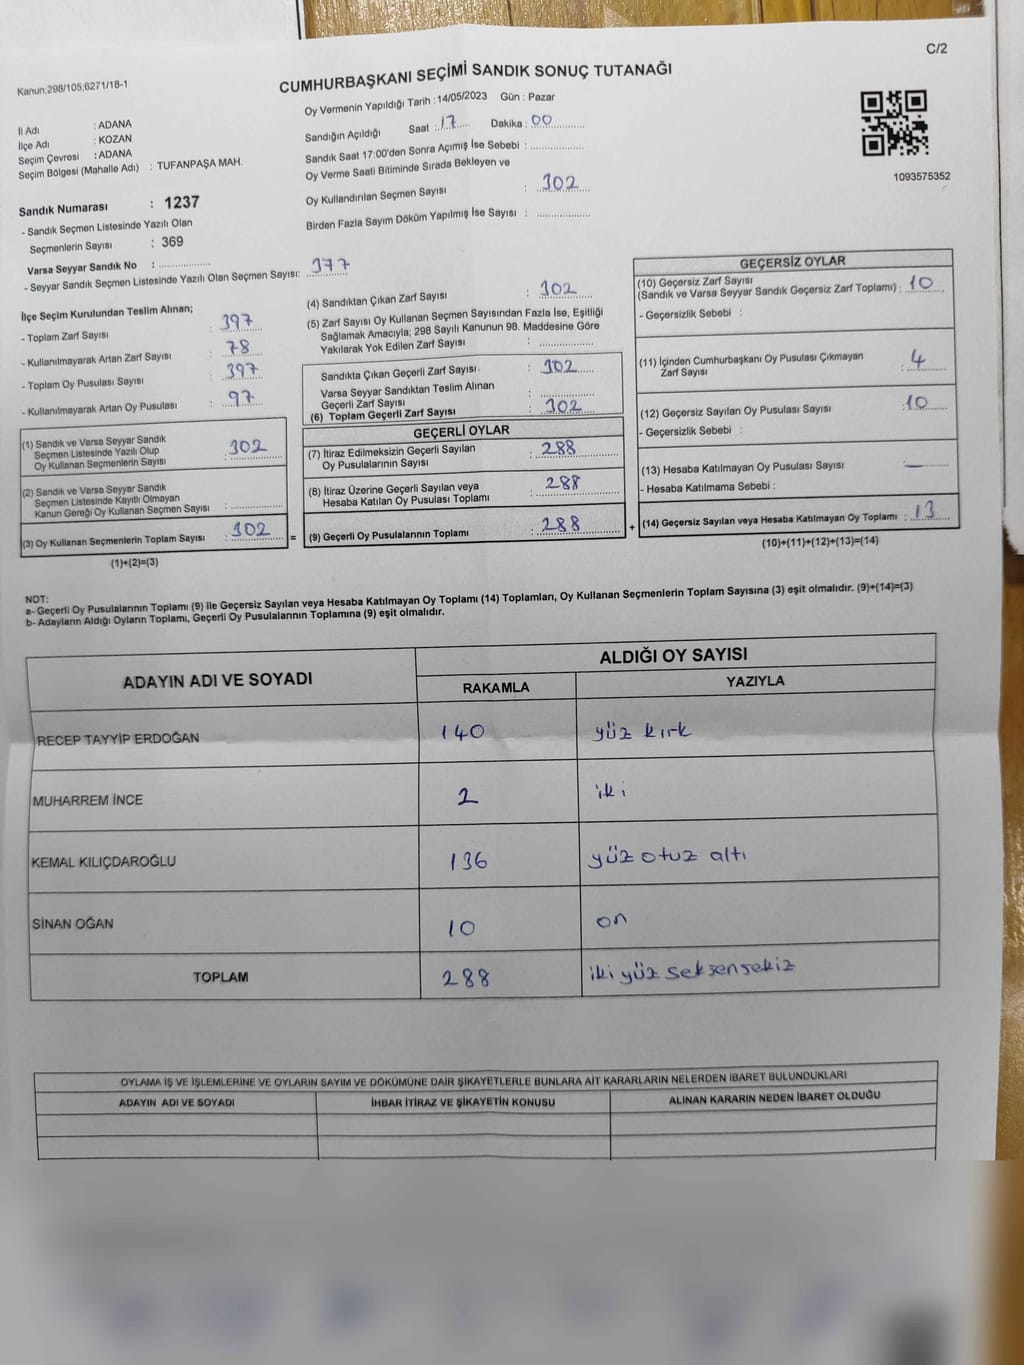 C/2
Kanun:298/105,6271/18-1
CUMHURBAŞKANI SEÇİMİ SANDIK SONUÇ TUTANAĞI
İl Adı : ADANA
İlçe Adı : KOZAN
Seçim Çevresi : ADANA
Seçim Bölgesi (Mahalle Adı) : TUFANPAŞA MAH.
Sandık Numarası : 1237
- Sandık Seçmen Listesinde Yazılı Olan
Seçmenlerin Sayısı : 369
Varsa Seyyar Sandık No : ..................
- Seyyar Sandık Seçmen Listesinde Yazılı Olan Seçmen Sayısı: 377
Oy Vermenin Yapıldığı Tarih : 14/05/2023 Gün : Pazar
Sandığın Açıldığı Saat : 17 Dakika : 00
Sandık Saat 17:00'den Sonra Açımış İse Sebebi : ..................
Oy Verme Saati Bitiminde Sırada Bekleyen ve
Oy Kullandırılan Seçmen Sayısı : 302
Birden Fazla Sayım Döküm Yapılmış İse Sayısı : ..................
1093575352
İlçe Seçim Kurulundan Teslim Alınan;
- Toplam Zarf Sayısı : 397
- Kullanılmayarak Artan Zarf Sayısı : 78
- Toplam Oy Pusulası Sayısı : 397
- Kullanılmayarak Artan Oy Pusulası : 97
(1) Sandık ve Varsa Seyyar Sandık
Seçmen Listesinde Yazılı Olup
Oy Kullanan Seçmenlerin Sayısı : 302
(2) Sandık ve Varsa Seyyar Sandık
Seçmen Listesinde Kayıtlı Olmayan
Kanun Gereği Oy Kullanan Seçmen Sayısı : ..................
(3) Oy Kullanan Seçmenlerin Toplam Sayısı : 302 =
(1)+(2)=(3)
(4) Sandıktan Çıkan Zarf Sayısı : 302
(5) Zarf Sayısı Oy Kullanan Seçmen Sayısından Fazla İse, Eşitliği
Sağlamak Amacıyla; 298 Sayılı Kanunun 98. Maddesine Göre
Yakılarak Yok Edilen Zarf Sayısı : ..................
Sandıkta Çıkan Geçerli Zarf Sayısı : 302
Varsa Seyyar Sandıktan Teslim Alınan
Geçerli Zarf Sayısı : ..................
(6) Toplam Geçerli Zarf Sayısı : 302
GEÇERLİ OYLAR
(7) İtiraz Edilmeksizin Geçerli Sayılan
Oy Pusulalarının Sayısı : 288
(8) İtiraz Üzerine Geçerli Sayılan veya
Hesaba Katılan Oy Pusulası Toplamı : 288
(9) Geçerli Oy Pusulalarının Toplamı : 288 +
GEÇERSİZ OYLAR
(10) Geçersiz Zarf Sayısı
(Sandık ve Varsa Seyyar Sandık Geçersiz Zarf Toplamı) : 10
- Geçersizlik Sebebi :
(11) İçinden Cumhurbaşkanı Oy Pusulası Çıkmayan
Zarf Sayısı : 4
(12) Geçersiz Sayılan Oy Pusulası Sayısı : 10
- Geçersizlik Sebebi :
(13) Hesaba Katılmayan Oy Pusulası Sayısı : —
- Hesaba Katılmama Sebebi :
(14) Geçersiz Sayılan veya Hesaba Katılmayan Oy Toplamı : 13
(10)+(11)+(12)+(13)=(14)
NOT:
a- Geçerli Oy Pusulalarının Toplamı (9) ile Geçersiz Sayılan veya Hesaba Katılmayan Oy Toplamı (14) Toplamları, Oy Kullanan Seçmenlerin Toplam Sayısına (3) eşit olmalıdır. (9)+(14)=(3)
b- Adayların Aldığı Oyların Toplamı, Geçerli Oy Pusulalarının Toplamına (9) eşit olmalıdır.
ADAYIN ADI VE SOYADI
ALDIĞI OY SAYISI
RAKAMLA YAZIYLA
RECEP TAYYİP ERDOĞAN 140 yüz kırk
MUHARREM İNCE 2 iki
KEMAL KILIÇDAROĞLU 136 yüz otuz altı
SİNAN OĞAN 10 on
TOPLAM 288 iki yüz seksensekiz
OYLAMA İŞ VE İŞLEMLERİNE VE OYLARIN SAYIM VE DÖKÜMÜNE DAİR ŞİKAYETLERLE BUNLARA AİT KARARLARIN NELERDEN İBARET BULUNDUKLARI
ADAYIN ADI VE SOYADI İHBAR İTİRAZ VE ŞİKAYETİN KONUSU ALINAN KARARIN NEDEN İBARET OLDUĞU